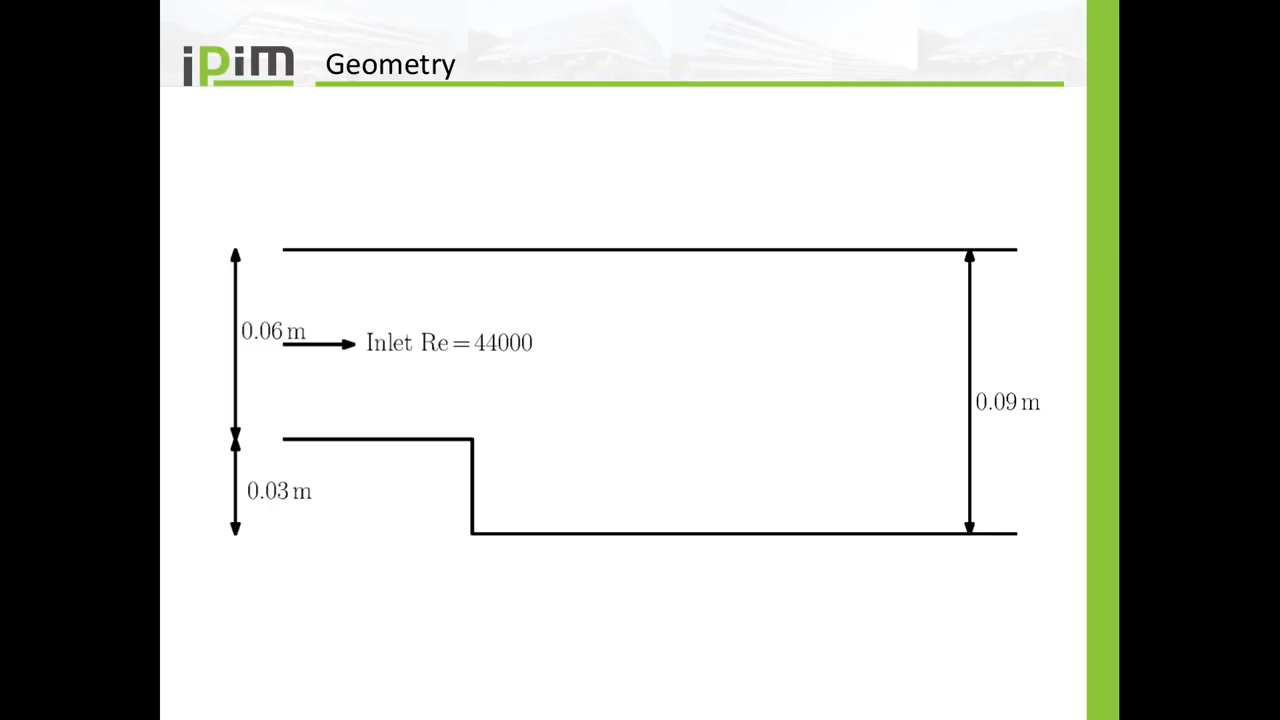 iPim
Geometry
0.06 m
Inlet Re = 44000
0.09 m
0.03 m